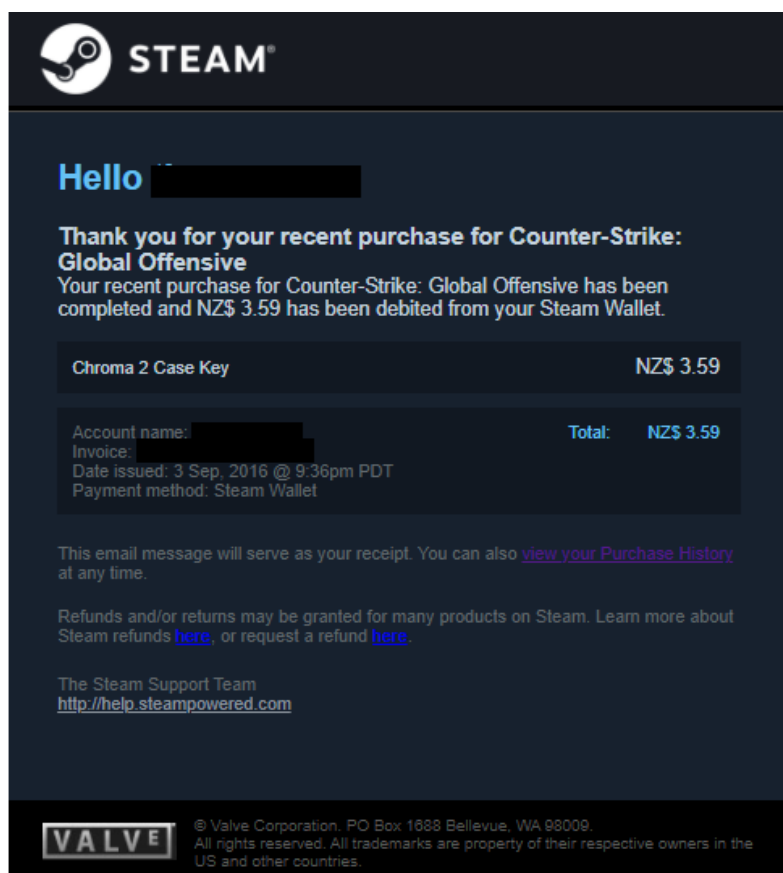 STEAM®
Hello
Thank you for your recent purchase for Counter-Strike:
Global Offensive
Your recent purchase for Counter-Strike: Global Offensive has been
completed and NZ$ 3.59 has been debited from your Steam Wallet.
Chroma 2 Case Key NZ$ 3.59
Account name: Total: NZ$ 3.59
Invoice:
Date issued: 3 Sep, 2016 @ 9:36pm PDT
Payment method: Steam Wallet
This email message will serve as your receipt. You can also view your Purchase History
at any time.
Refunds and/or returns may be granted for many products on Steam. Learn more about
Steam refunds here, or request a refund here.
The Steam Support Team
http://help.steampowered.com
VALVE
© Valve Corporation. PO Box 1688 Bellevue, WA 98009.
All rights reserved. All trademarks are property of their respective owners in the
US and other countries.